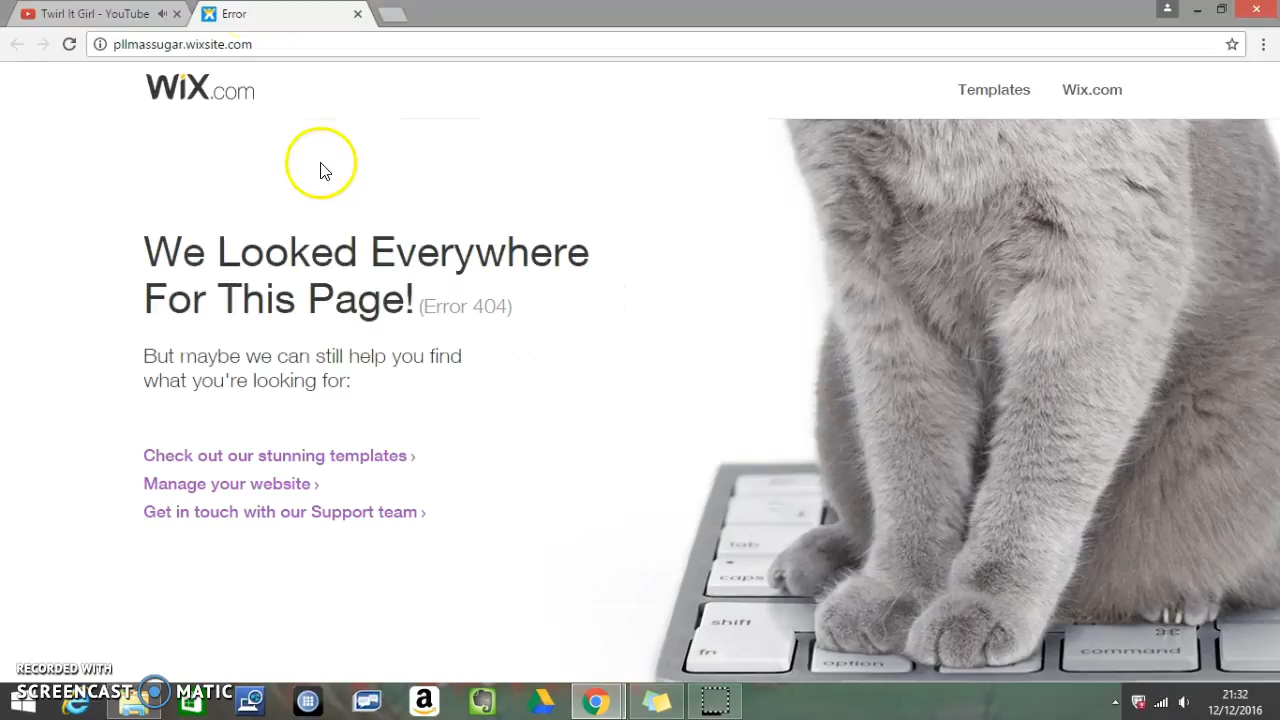 Twirl It Girl - YouTube
Error
pllmassugar.wixsite.com
WiX.com
Templates
Wix.com
We Looked Everywhere
For This Page! (Error 404)
But maybe we can still help you find
what you're looking for:
Check out our stunning templates ›
Manage your website ›
Get in touch with our Support team ›
tab
caps
shift
fn
option
⌘
command
RECORDED WITH
SCREENCAST MATIC
a
21:32
12/12/2016